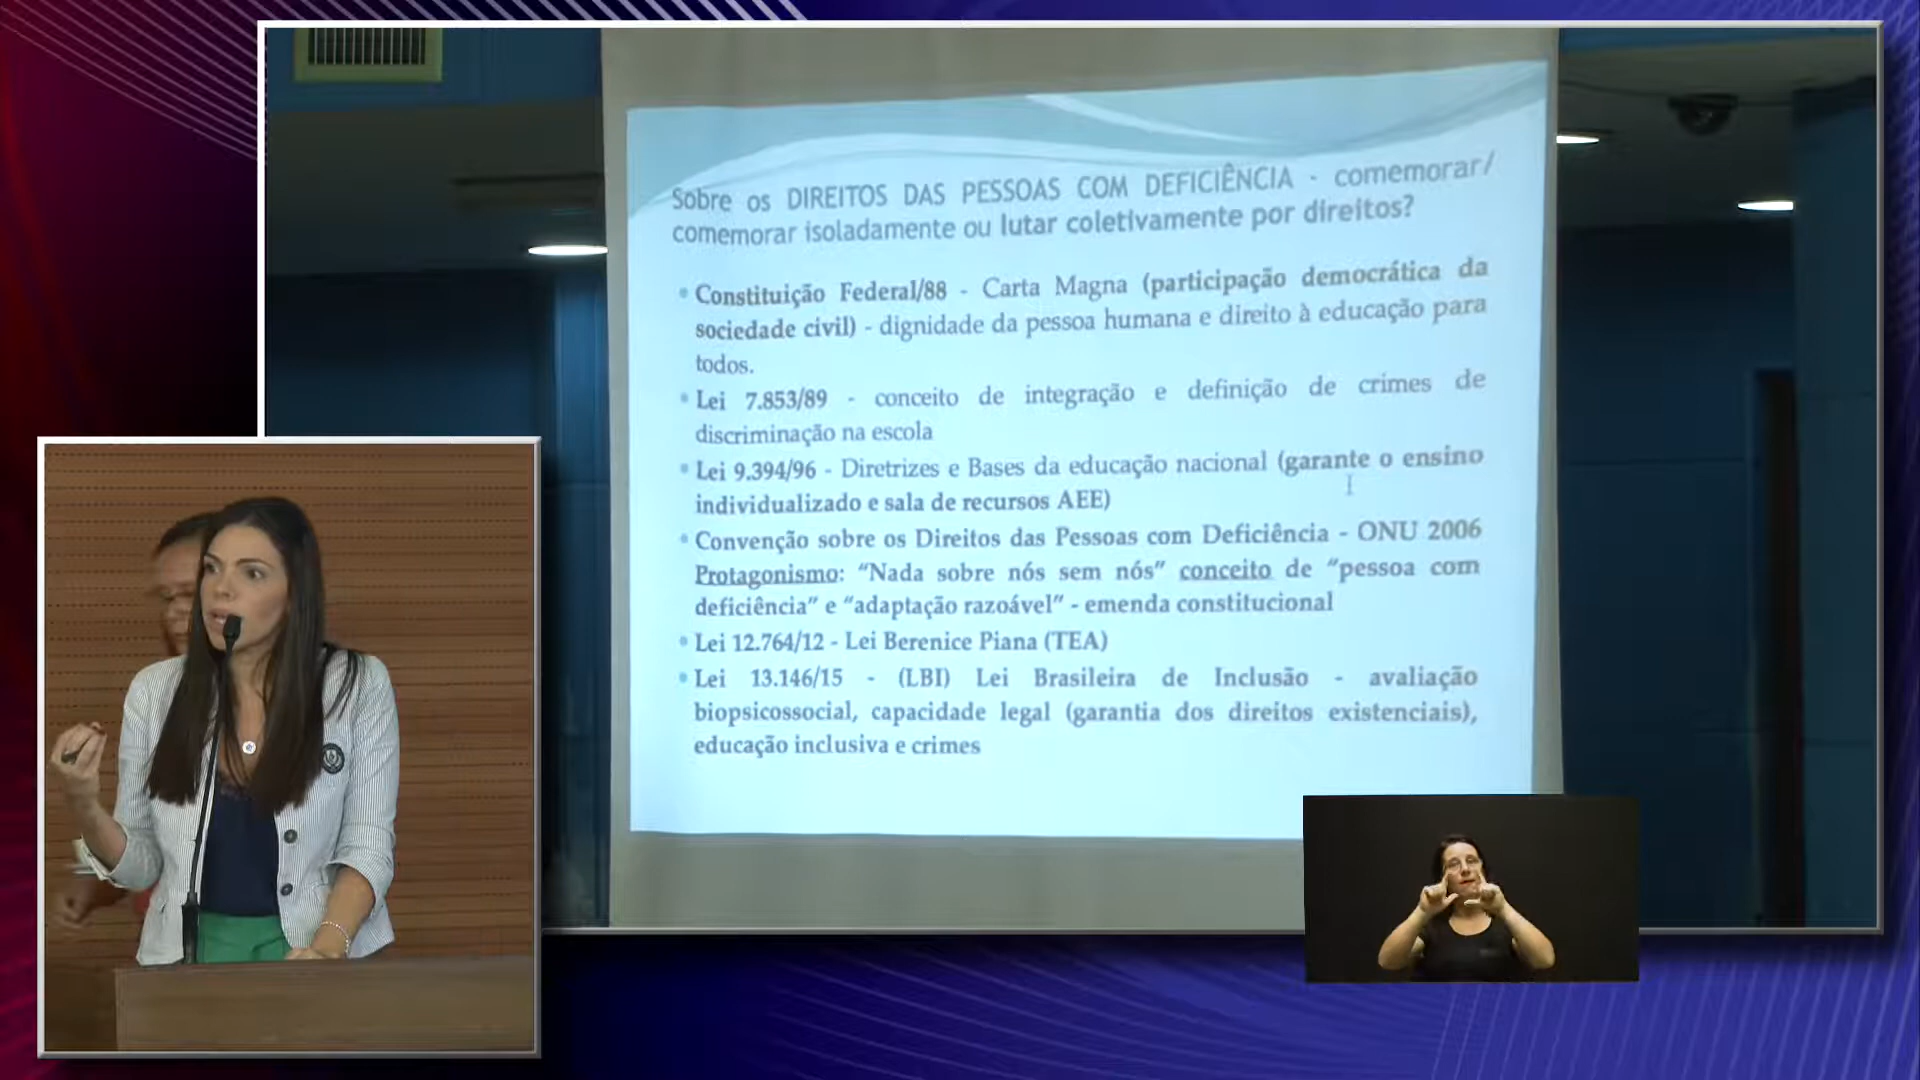 Sobre os DIREITOS DAS PESSOAS COM DEFICIÊNCIA - comemorar/
comemorar isoladamente ou lutar coletivamente por direitos?
• Constituição Federal/88 - Carta Magna (participação democrática da
sociedade civil) - dignidade da pessoa humana e direito à educação para
todos.
• Lei 7.853/89 - conceito de integração e definição de crimes de
discriminação na escola
• Lei 9.394/96 - Diretrizes e Bases da educação nacional (garante o ensino
individualizado e sala de recursos AEE)
• Convenção sobre os Direitos das Pessoas com Deficiência - ONU 2006
Protagonismo: “Nada sobre nós sem nós” conceito de “pessoa com
deficiência” e “adaptação razoável” - emenda constitucional
• Lei 12.764/12 - Lei Berenice Piana (TEA)
• Lei 13.146/15 - (LBI) Lei Brasileira de Inclusão - avaliação
biopsicossocial, capacidade legal (garantia dos direitos existenciais),
educação inclusiva e crimes